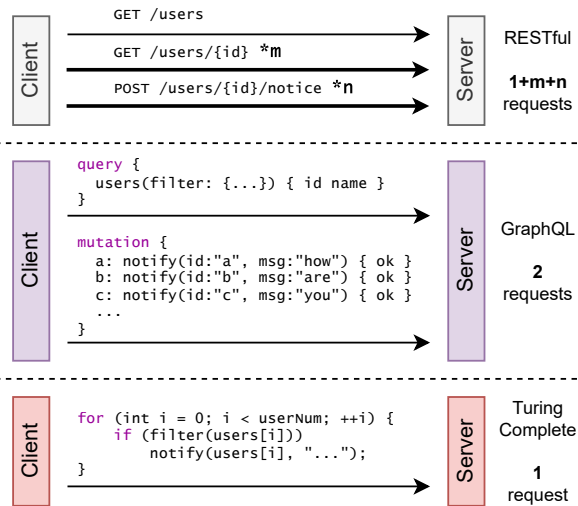 Client
GET /users
GET /users/{id} *m
POST /users/{id}/notice *n
Server
RESTful
1+m+n
requests
Client
query {
  users(filter: {...}) { id name }
}
mutation {
  a: notify(id:"a", msg:"how") { ok }
  b: notify(id:"b", msg:"are") { ok }
  c: notify(id:"c", msg:"you") { ok }
  ...
}
Server
GraphQL
2
requests
Client
for (int i = 0; i < userNum; ++i) {
    if (filter(users[i]))
        notify(users[i], "...");
}
Server
Turing
Complete
1
request